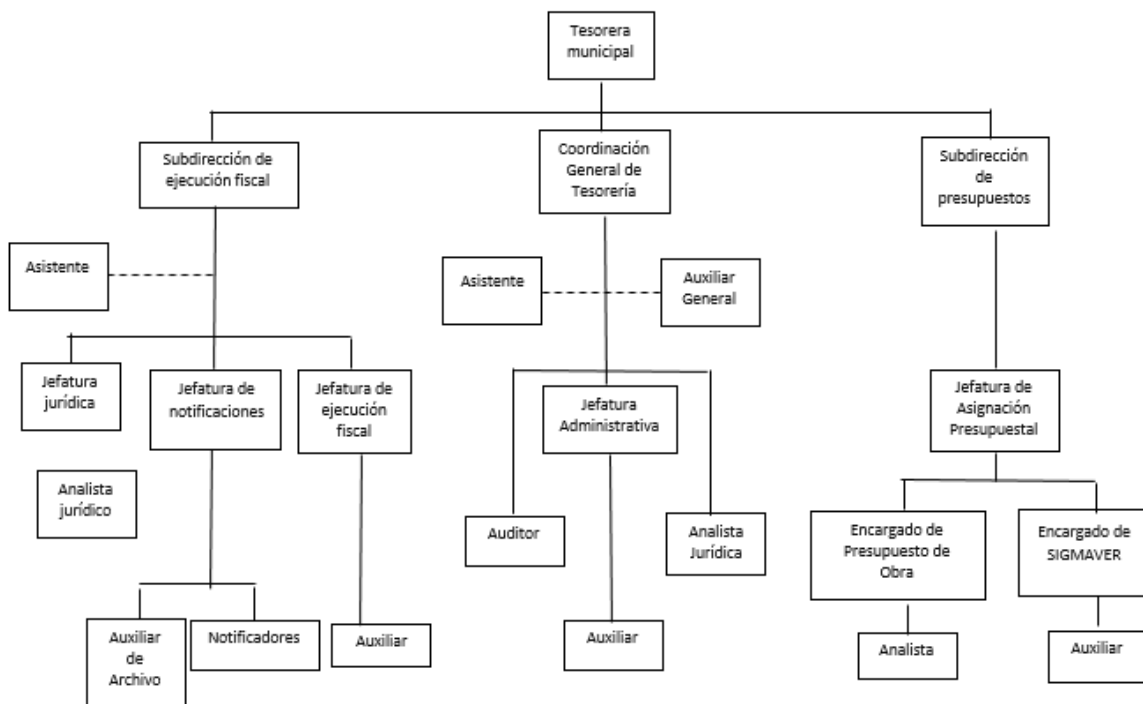 Tesorera
municipal
Subdirección de
ejecución fiscal
Coordinación
General de
Tesorería
Subdirección
de
presupuestos
Asistente
Asistente
Auxiliar
General
Jefatura
jurídica
Jefatura de
notificaciones
Jefatura de
ejecución
fiscal
Jefatura
Administrativa
Jefatura de
Asignación
Presupuestal
Analista
jurídico
Auditor
Analista
Jurídica
Encargado de
Presupuesto de
Obra
Encargado de
SIGMAVER
Auxiliar
de
Archivo
Notificadores
Auxiliar
Auxiliar
Analista
Auxiliar